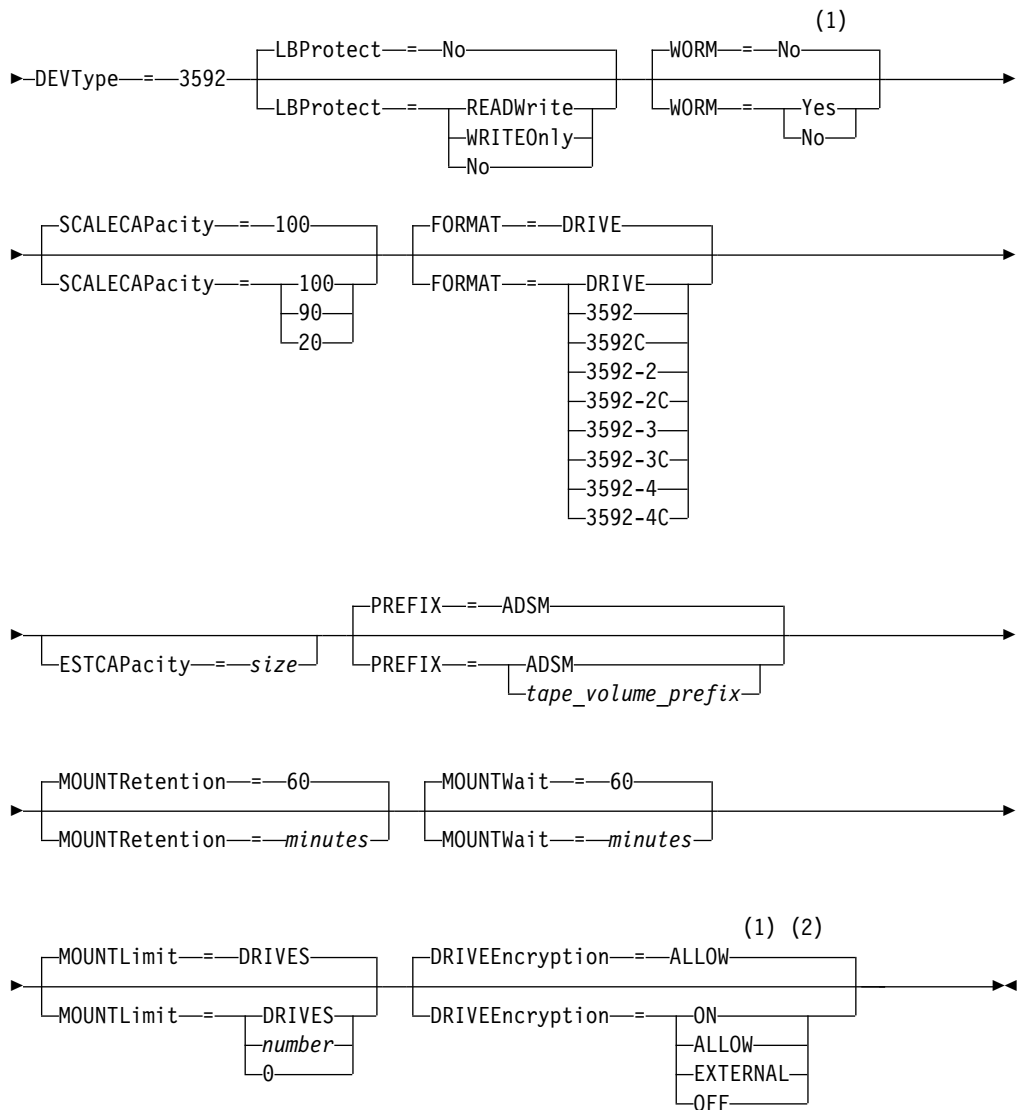 (1)
LBProtect = No WORM = No
DEVType = 3592
LBProtect = READWrite WORM = Yes
WRITEOnly No
No
SCALECAPacity = 100 FORMAT = DRIVE
SCALECAPacity = 100 FORMAT = DRIVE
90 3592
20 3592C
3592-2
3592-2C
3592-3
3592-3C
3592-4
3592-4C
PREFIX = ADSM
ESTCAPacity = size PREFIX = ADSM
tape_volume_prefix
MOUNTRetention = 60 MOUNTWait = 60
MOUNTRetention = minutes MOUNTWait = minutes
(1) (2)
MOUNTLimit = DRIVES DRIVEEncryption = ALLOW
MOUNTLimit = DRIVES DRIVEEncryption = ON
number ALLOW
0 EXTERNAL
OFF